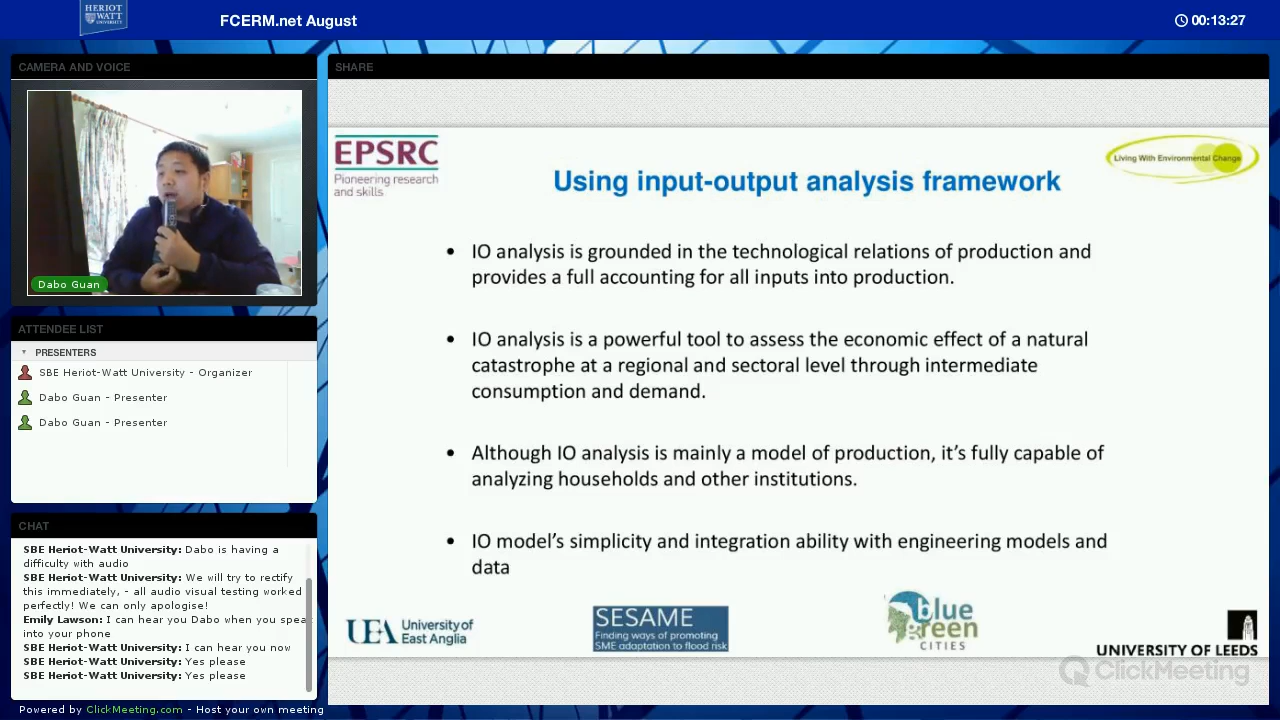 HERIOT
WATT
UNIVERSITY
FCERM.net August
00:13:27
CAMERA AND VOICE
Dabo Guan
ATTENDEE LIST
PRESENTERS
SBE Heriot-Watt University - Organizer
Dabo Guan - Presenter
Dabo Guan - Presenter
CHAT
SBE Heriot-Watt University: Dabo is having a
difficulty with audio
SBE Heriot-Watt University: We will try to rectify
this immediately, - all audio visual testing worked
perfectly! We can only apologise!
Emily Lawson: I can hear you Dabo when you speak
into your phone
SBE Heriot-Watt University: I can hear you now
SBE Heriot-Watt University: Yes please
SBE Heriot-Watt University: Yes please
Powered by ClickMeeting.com - Host your own meeting
SHARE
EPSRC
Pioneering research
and skills
Living With Environmental Change
Using input-output analysis framework
• IO analysis is grounded in the technological relations of production and
provides a full accounting for all inputs into production.
• IO analysis is a powerful tool to assess the economic effect of a natural
catastrophe at a regional and sectoral level through intermediate
consumption and demand.
• Although IO analysis is mainly a model of production, it's fully capable of
analyzing households and other institutions.
• IO model's simplicity and integration ability with engineering models and
data
UEA University of
East Anglia
SESAME
Finding ways of promoting
SME adaptation to flood risk
blue
green
CITIES
UNIVERSITY OF LEEDS
ClickMeeting